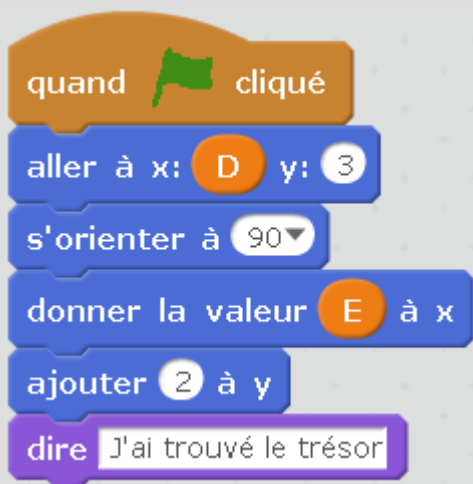 quand cliqué
aller à x: D y: 3
s'orienter à 90
donner la valeur E à x
ajouter 2 à y
dire J'ai trouvé le trésor